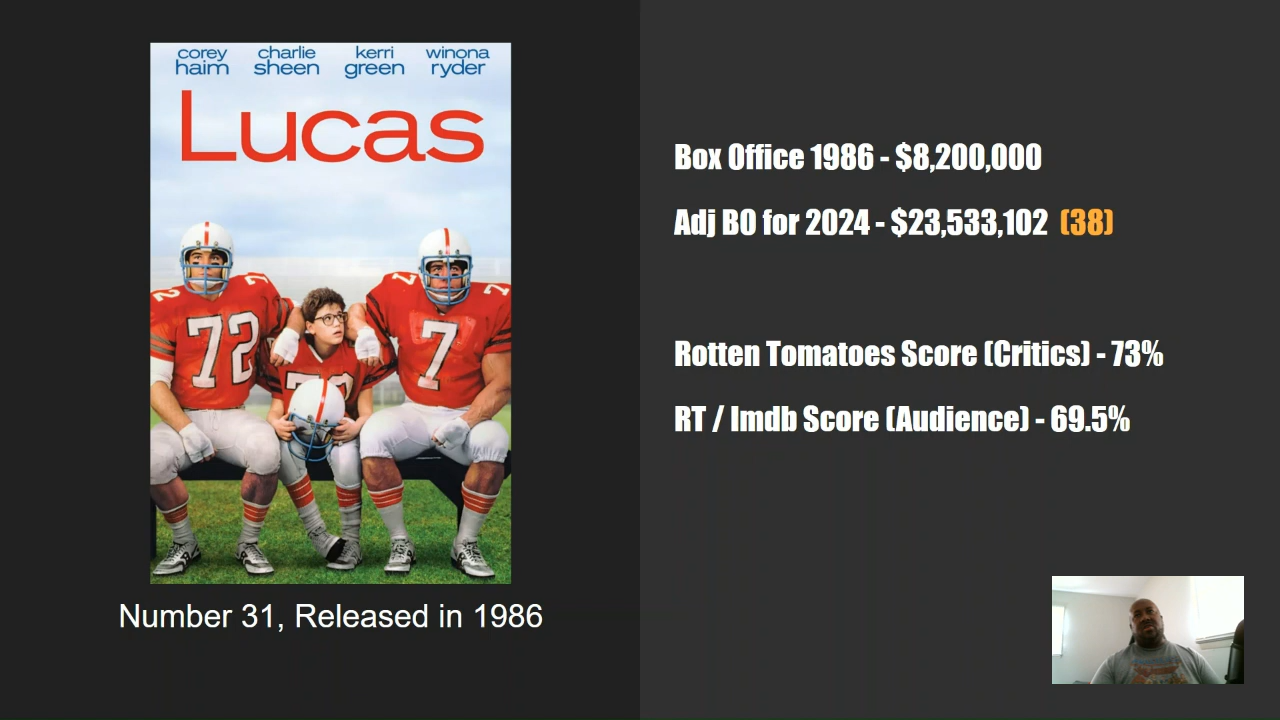 corey charlie kerri winona
haim sheen green ryder
Lucas
72
7
Number 31, Released in 1986
Box Office 1986 - $8,200,000
Adj BO for 2024 - $23,533,102 (38)
Rotten Tomatoes Score (Critics) - 73%
RT / Imdb Score (Audience) - 69.5%